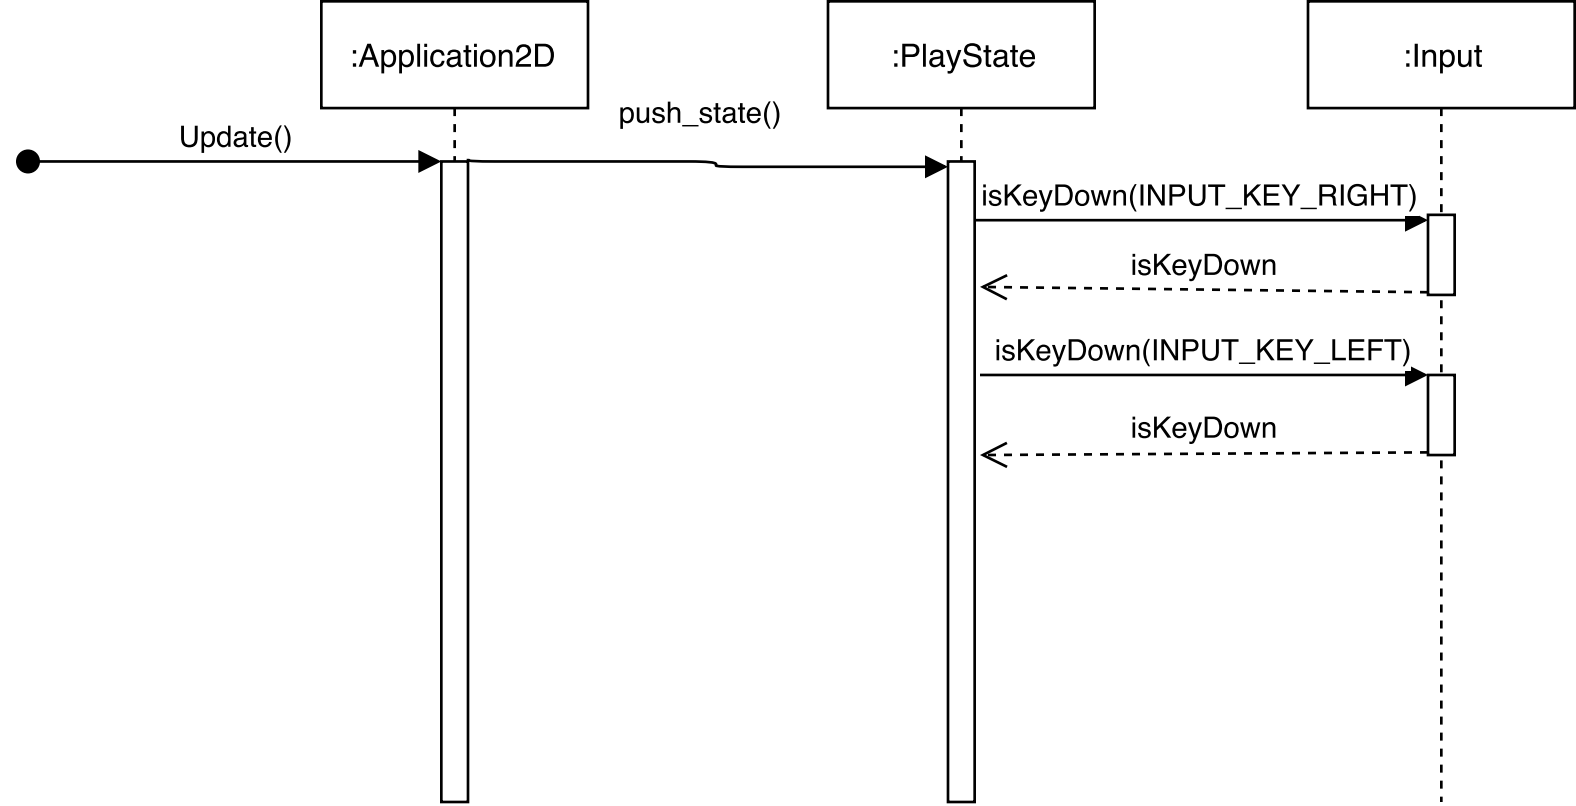 :Application2D
:PlayState
:Input
push_state()
Update()
isKeyDown(INPUT_KEY_RIGHT)
isKeyDown
isKeyDown(INPUT_KEY_LEFT)
isKeyDown